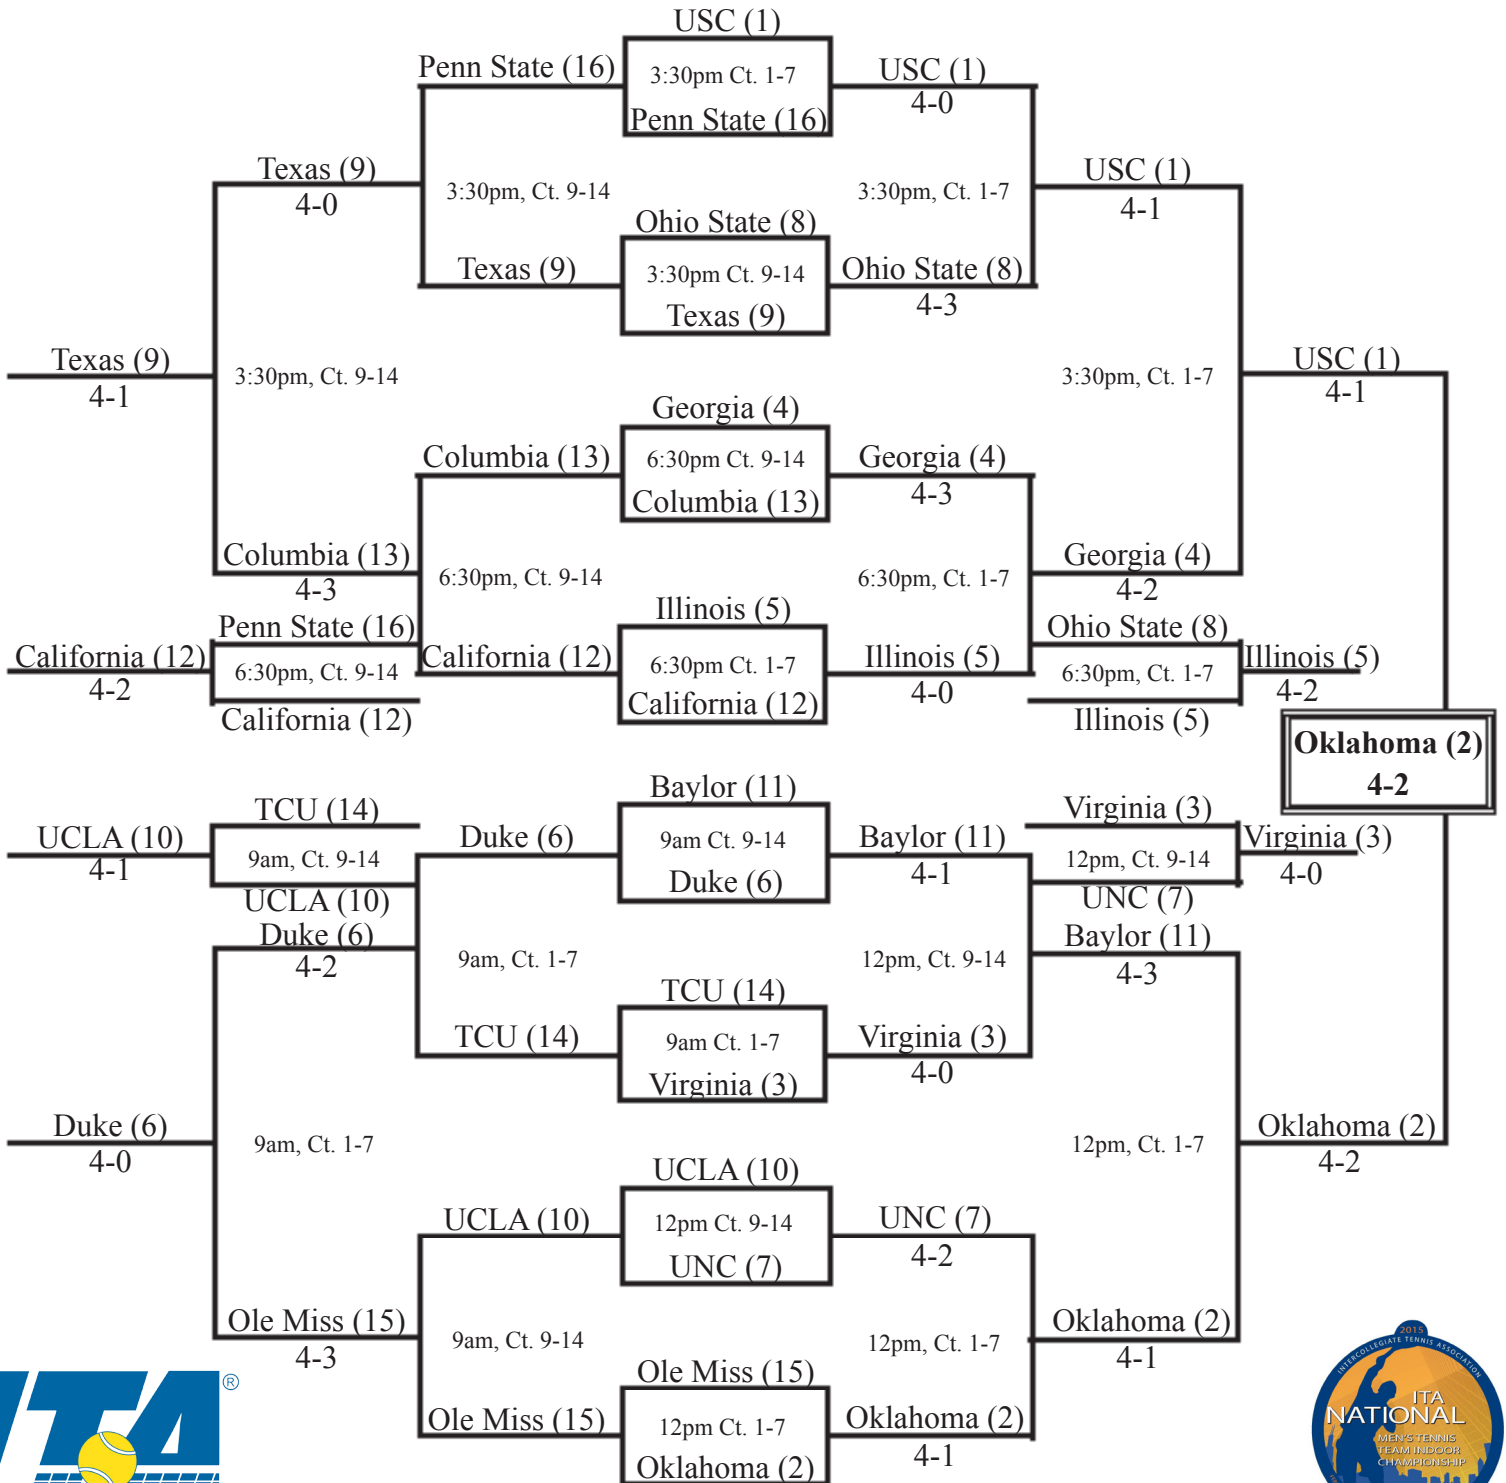 USC (1)
Penn State (16)
3:30pm Ct. 1-7
USC (1)
4-0
Penn State (16)
Texas (9)
4-0
3:30pm, Ct. 9-14
3:30pm, Ct. 1-7
USC (1)
4-1
Ohio State (8)
Texas (9)
3:30pm Ct. 9-14
Ohio State (8)
4-3
Texas (9)
Texas (9)
4-1
3:30pm, Ct. 9-14
3:30pm, Ct. 1-7
USC (1)
4-1
Georgia (4)
Columbia (13)
6:30pm Ct. 9-14
Georgia (4)
4-3
Columbia (13)
Columbia (13)
4-3
6:30pm, Ct. 9-14
6:30pm, Ct. 1-7
Georgia (4)
4-2
Illinois (5)
Penn State (16)
Ohio State (8)
California (12)
4-2
6:30pm, Ct. 9-14
California (12)
6:30pm Ct. 1-7
Illinois (5)
4-0
6:30pm, Ct. 1-7
Illinois (5)
4-2
California (12)
California (12)
Illinois (5)
Oklahoma (2)
4-2
Baylor (11)
TCU (14)
Virginia (3)
UCLA (10)
4-1
9am, Ct. 9-14
Duke (6)
9am Ct. 9-14
Baylor (11)
4-1
12pm, Ct. 9-14
Virginia (3)
4-0
UCLA (10)
Duke (6)
UNC (7)
Duke (6)
4-2
Baylor (11)
4-3
9am, Ct. 1-7
12pm, Ct. 9-14
TCU (14)
TCU (14)
9am Ct. 1-7
Virginia (3)
4-0
Virginia (3)
Duke (6)
4-0
9am, Ct. 1-7
12pm, Ct. 1-7
Oklahoma (2)
4-2
UCLA (10)
UCLA (10)
12pm Ct. 9-14
UNC (7)
4-2
UNC (7)
Ole Miss (15)
4-3
9am, Ct. 9-14
12pm, Ct. 1-7
Oklahoma (2)
4-1
Ole Miss (15)
Ole Miss (15)
12pm Ct. 1-7
Oklahoma (2)
4-1
Oklahoma (2)
ITA®
2015
INTERCOLLEGIATE TENNIS ASSOCIATION
ITA
NATIONAL
MEN'S TENNIS
TEAM INDOOR
CHAMPIONSHIP